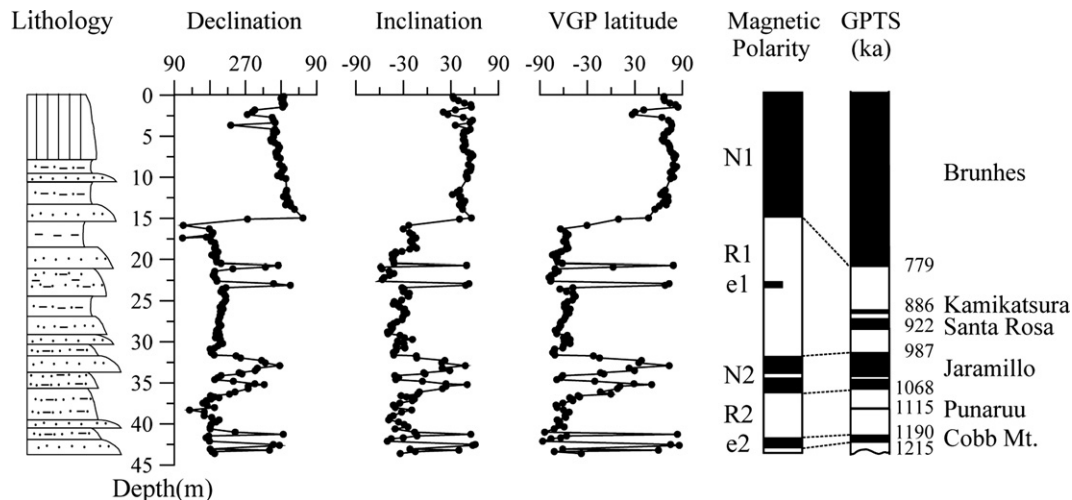 Lithology Declination Inclination VGP latitude Magnetic Polarity GPTS (ka)
90 270 90 -90 -30 30 90 -90 -30 30 90
0
5
10
15
20
25
30
35
40
45
Depth(m)
N1
R1
e1
N2
R2
e2
Brunhes
779
886 Kamikatsura
922 Santa Rosa
987
Jaramillo
1068
1115 Punaruu
1190 Cobb Mt.
1215